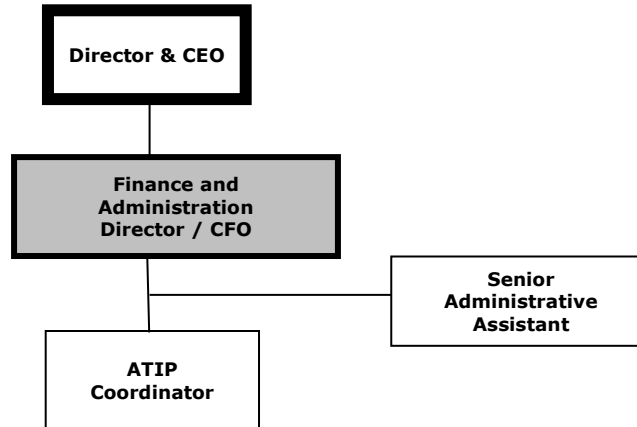 Director & CEO
Finance and
Administration
Director / CFO
Senior
Administrative
Assistant
ATIP
Coordinator